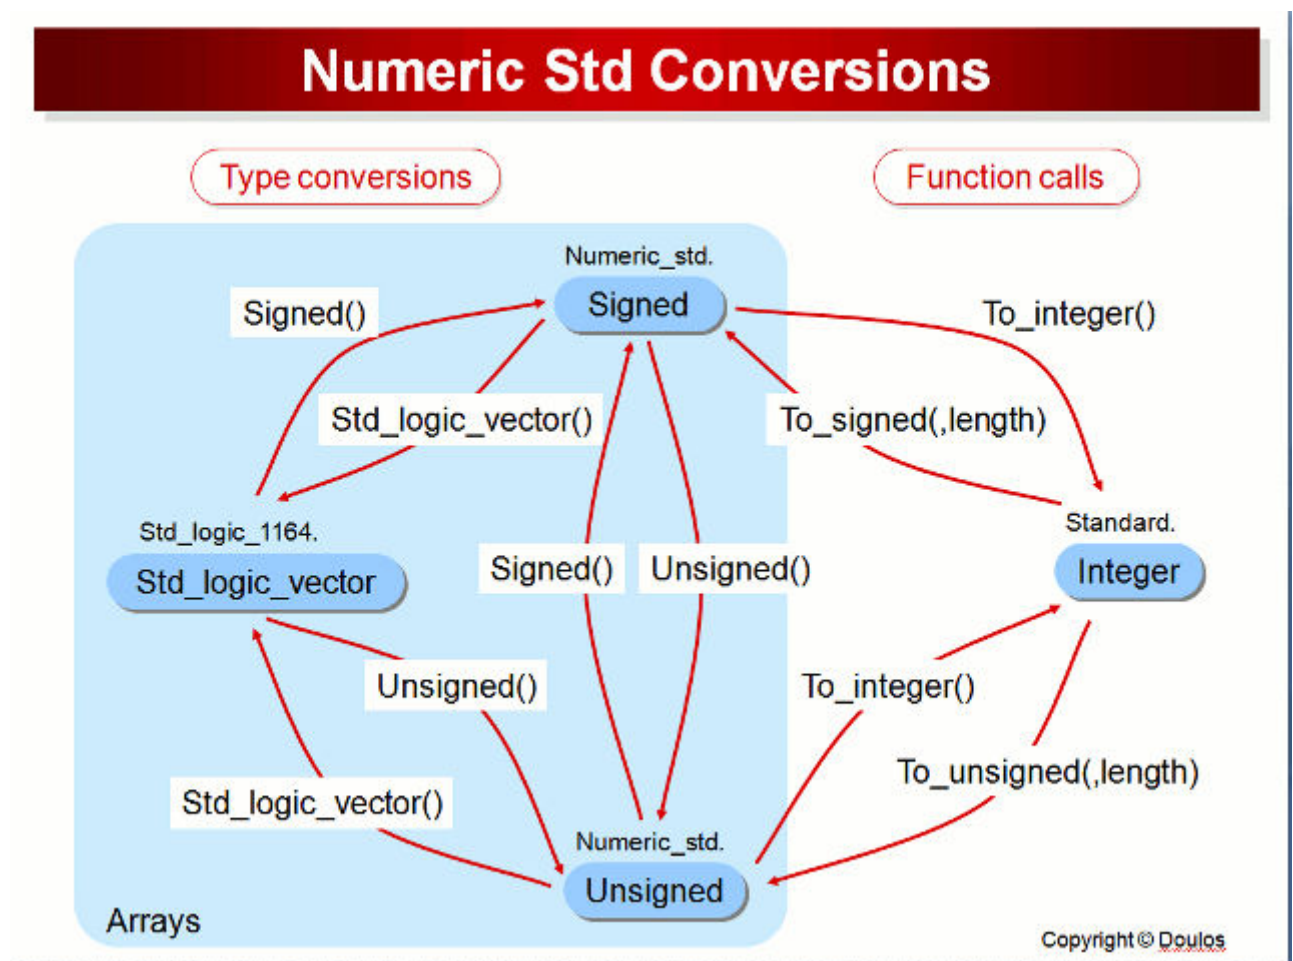 Numeric Std Conversions
Type conversions
Function calls
Numeric_std.
Signed
Signed()
To_integer()
Std_logic_vector()
To_signed(,length)
Std_logic_1164.
Std_logic_vector
Signed()
Unsigned()
Standard.
Integer
Unsigned()
To_integer()
Std_logic_vector()
To_unsigned(,length)
Numeric_std.
Unsigned
Arrays
Copyright © Doulos